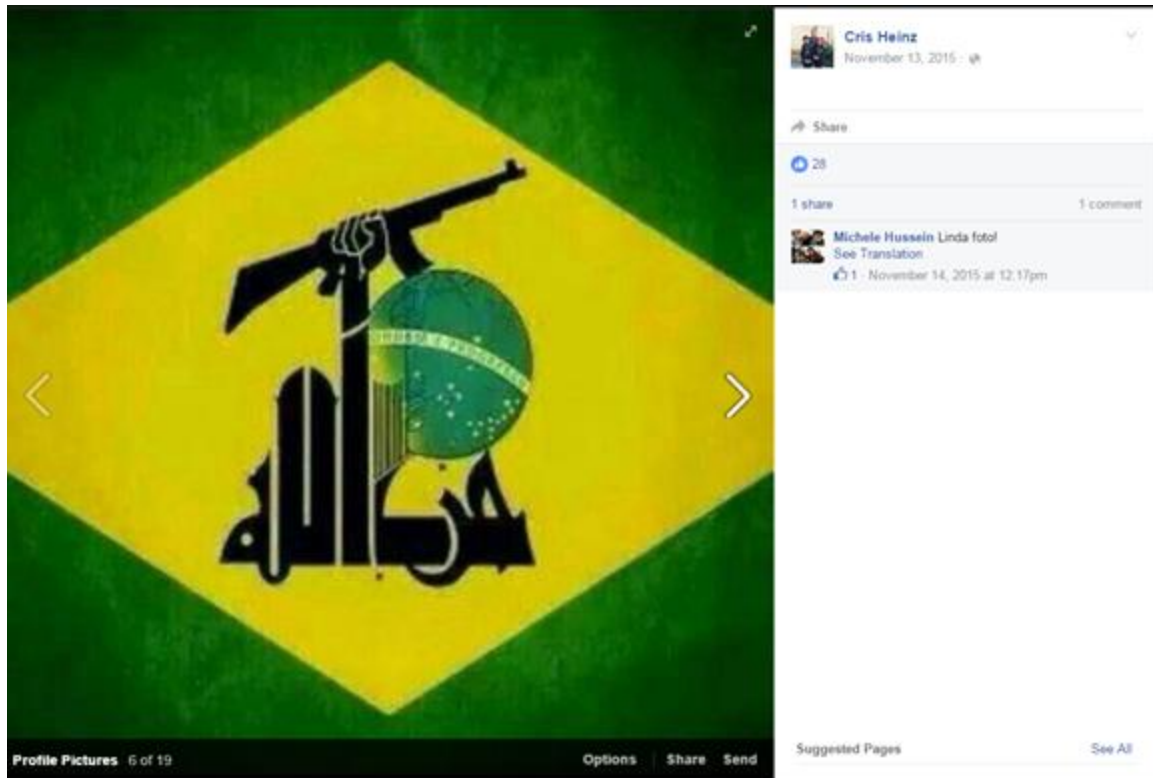 ORDEM E PROGRESSO
حزب الله
Profile Pictures 6 of 19
Options Share Send
Cris Heinz
November 13, 2015
Share
28
1 share 1 comment
Michele Hussein Linda foto!
See Translation
1 · November 14, 2015 at 12:17pm
Suggested Pages See All